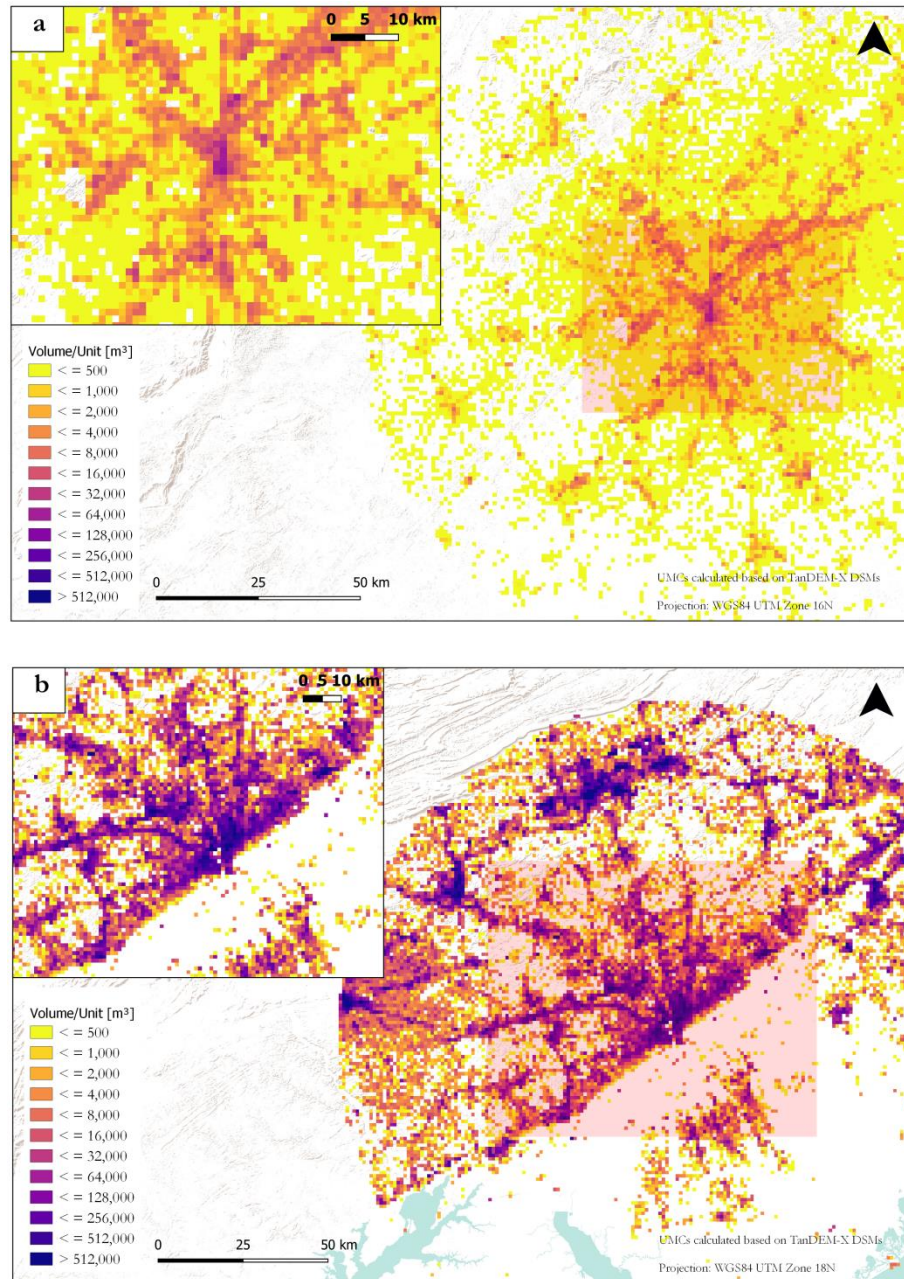 a
0 5 10 km
Volume/Unit [m³]
< = 500
< = 1,000
< = 2,000
< = 4,000
< = 8,000
< = 16,000
< = 32,000
< = 64,000
< = 128,000
< = 256,000
< = 512,000
> 512,000
0 25 50 km
UMCs calculated based on TanDEM-X DSMs
Projection: WGS84 UTM Zone 16N
b
0 5 10 km
Volume/Unit [m³]
< = 500
< = 1,000
< = 2,000
< = 4,000
< = 8,000
< = 16,000
< = 32,000
< = 64,000
< = 128,000
< = 256,000
< = 512,000
> 512,000
0 25 50 km
UMCs calculated based on TanDEM-X DSMs
Projection: WGS84 UTM Zone 18N